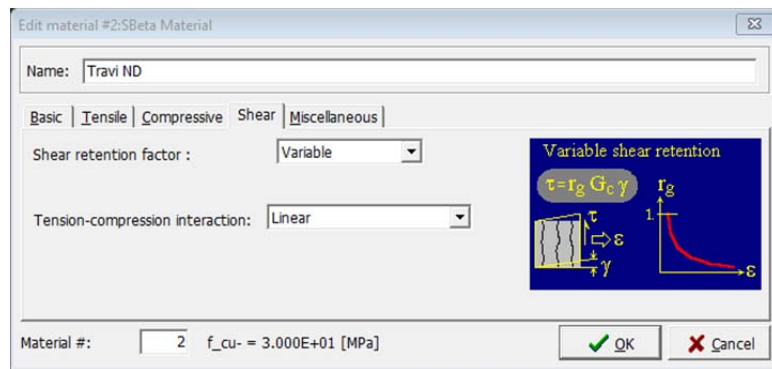 Edit material #2:SBeta Material
Name: Travi ND
Basic Tensile Compressive Shear Miscellaneous
Shear retention factor : Variable
Tension-compression interaction: Linear
Variable shear retention
τ=rg Gc γ
rg
1
τ
ε
γ
ε
Material #: 2 f_cu- = 3.000E+01 [MPa]
OK
Cancel